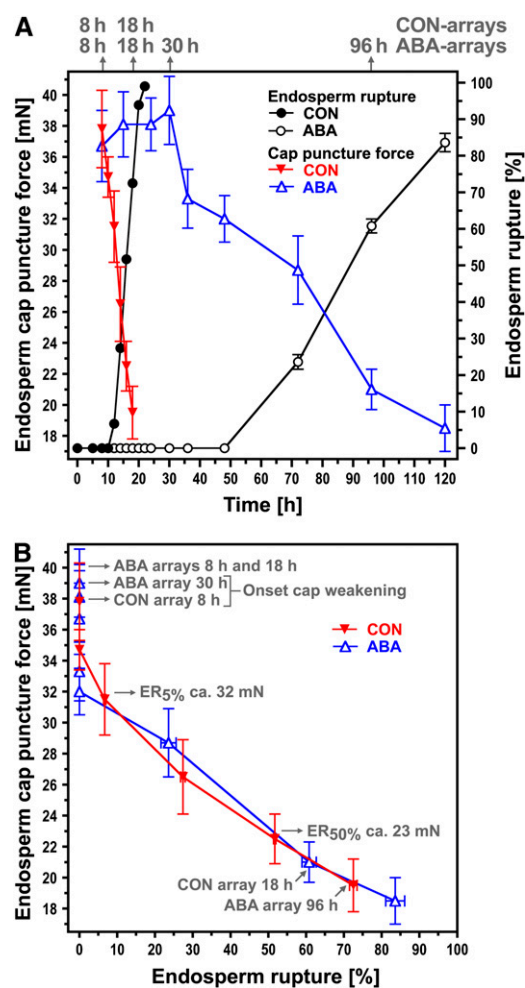 A
8 h 18 h CON-arrays
8 h 18 h 30 h 96 h ABA-arrays
Endosperm cap puncture force [mN]
40
38
36
34
32
30
28
26
24
22
20
18
Endosperm rupture
CON
ABA
Cap puncture force
CON
ABA
100
90
80
70
60
50
40
30
20
10
0
Endosperm rupture [%]
0 10 20 30 40 50 60 70 80 90 100 110 120
Time [h]
B
Endosperm cap puncture force [mN]
40
38
36
34
32
30
28
26
24
22
20
18
ABA arrays 8 h and 18 h
ABA array 30 h
CON array 8 h
Onset cap weakening
CON
ABA
ER5% ca. 32 mN
ER50% ca. 23 mN
CON array 18 h
ABA array 96 h
0 10 20 30 40 50 60 70 80 90 100
Endosperm rupture [%]